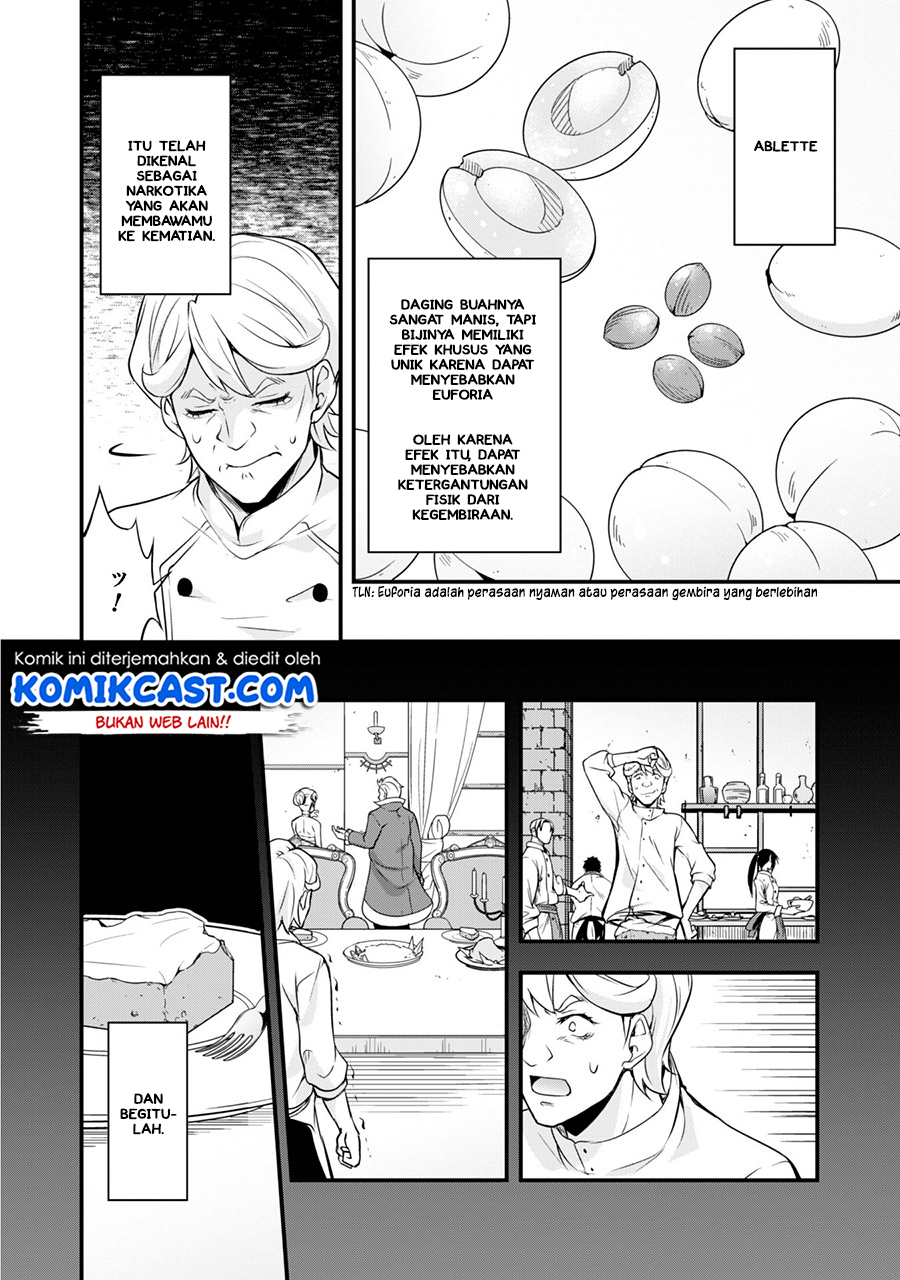 ABLETTE
DAGING BUAHNYA
SANGAT MANIS, TAPI
BIJINYA MEMILIKI
EFEK KHUSUS YANG
UNIK KARENA DAPAT
MENYEBABKAN
EUFORIA
OLEH KARENA
EFEK ITU, DAPAT
MENYEBABKAN
KETERGANTUNGAN
FISIK DARI
KEGEMBIRAAN.
TLN: Euforia adalah perasaan nyaman atau perasaan gembira yang berlebihan
ITU TELAH
DIKENAL
SEBAGAI
NARKOTIKA
YANG AKAN
MEMBAWAMU
KE KEMATIAN.
ッ!
Komik ini diterjemahkan & diedit oleh
KOMIKCAST.COM
BUKAN WEB LAIN!!
DAN
BEGITU-
LAH.